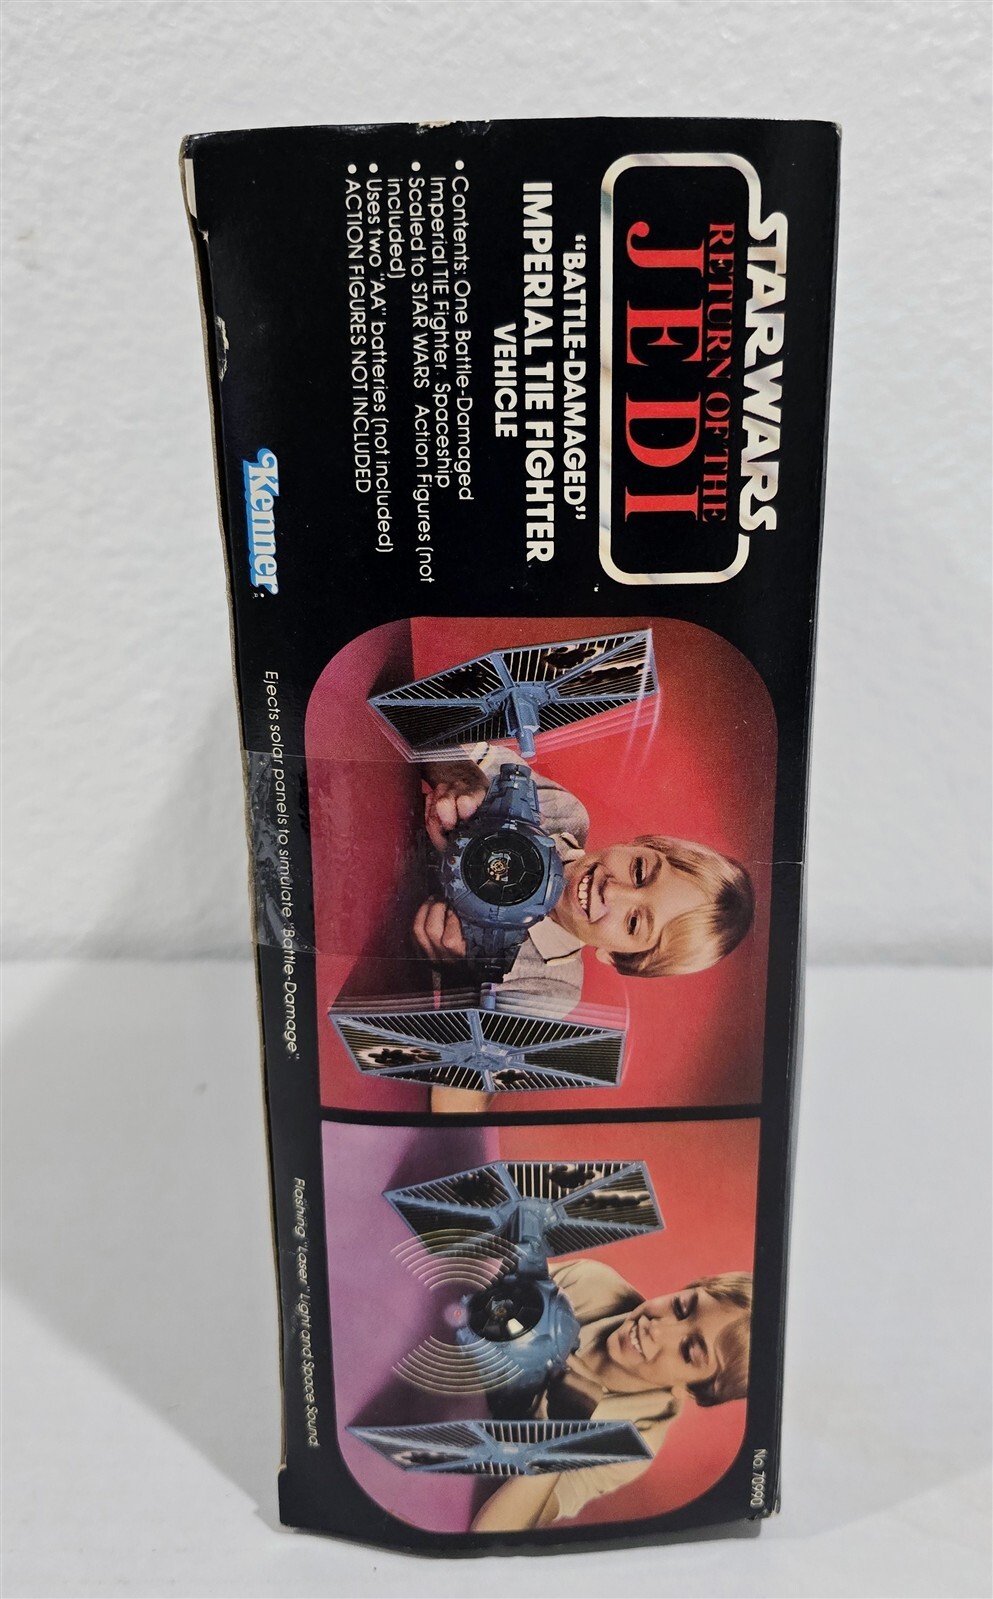 STAR WARS
RETURN OF THE
JEDI
"BATTLE-DAMAGED"
IMPERIAL TIE FIGHTER
VEHICLE
• Contents: One Battle-Damaged
Imperial TIE Fighter. Spaceship
• Scaled to STAR WARS Action Figures (not
included)
• Uses two "AA" batteries (not included)
• ACTION FIGURES NOT INCLUDED
Kenner
Ejects solar panels to simulate "Battle-Damage".
Flashing "Laser" Light and Space Sound
No. 70990